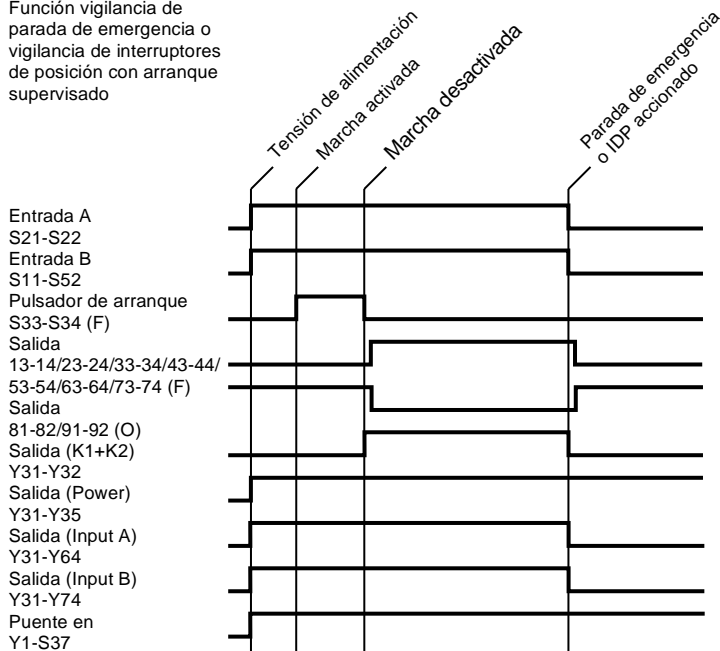 Función vigilancia de
parada de emergencia o
vigilancia de interruptores
de posición con arranque
supervisado
Tensión de alimentación
Marcha activada
Marcha desactivada
Parada de emergencia
o IDP accionado
Entrada A
S21-S22
Entrada B
S11-S52
Pulsador de arranque
S33-S34 (F)
Salida
13-14/23-24/33-34/43-44/
53-54/63-64/73-74 (F)
Salida
81-82/91-92 (O)
Salida (K1+K2)
Y31-Y32
Salida (Power)
Y31-Y35
Salida (Input A)
Y31-Y64
Salida (Input B)
Y31-Y74
Puente en
Y1-S37